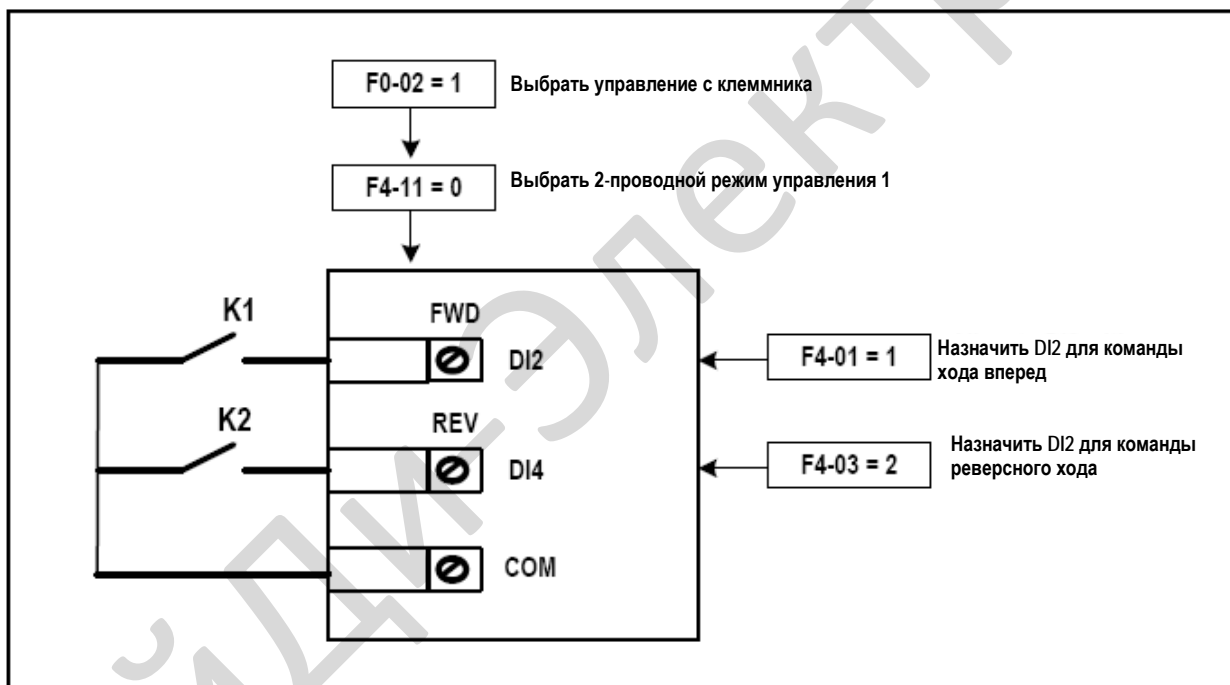 F0-02 = 1
Выбрать управление с клеммника
F4-11 = 0
Выбрать 2-проводной режим управления 1
K1
FWD
DI2
F4-01 = 1
Назначить DI2 для команды
хода вперед
K2
REV
DI4
F4-03 = 2
Назначить DI2 для команды
реверсного хода
COM
йДи-Электр